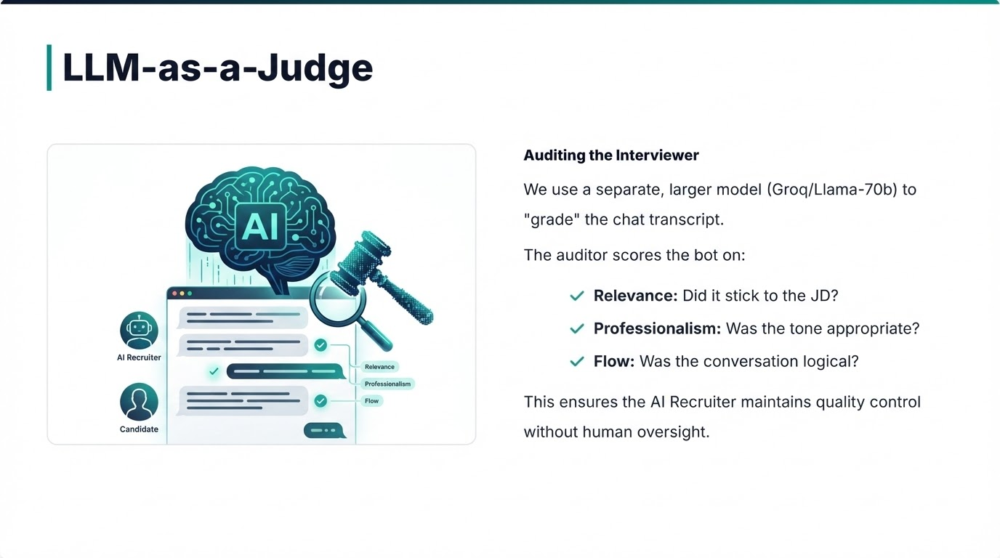 LLM-as-a-Judge
AI
AI Recruiter
Candidate
Relevance
Professionalism
Flow
Auditing the Interviewer
We use a separate, larger model (Groq/Llama-70b) to
"grade" the chat transcript.
The auditor scores the bot on:
Relevance: Did it stick to the JD?
Professionalism: Was the tone appropriate?
Flow: Was the conversation logical?
This ensures the AI Recruiter maintains quality control
without human oversight.